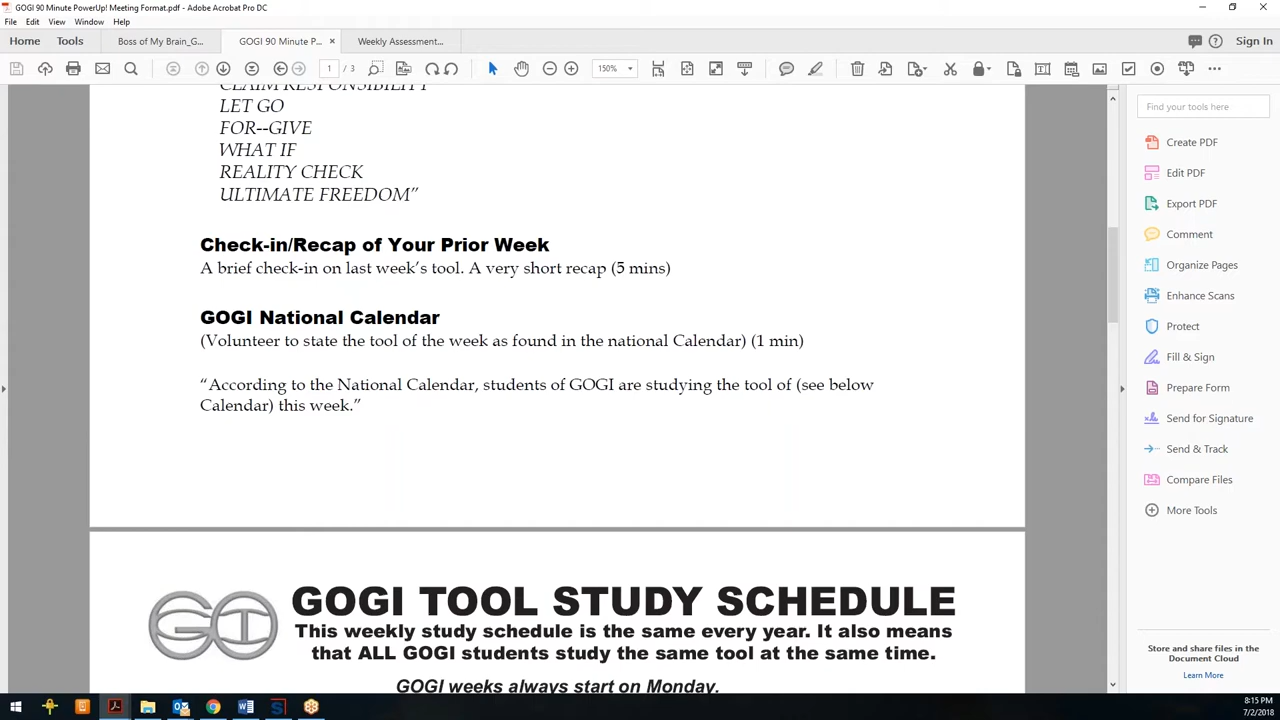 GOGI 90 Minute PowerUp! Meeting Format.pdf - Adobe Acrobat Pro DC
File Edit View Window Help
Home Tools Boss of My Brain_G... GOGI 90 Minute P... × Weekly Assessment... Sign In
1 / 3 150%
CLAIM RESPONSIBILITY
LET GO
FOR--GIVE
WHAT IF
REALITY CHECK
ULTIMATE FREEDOM”
Check-in/Recap of Your Prior Week
A brief check-in on last week’s tool. A very short recap (5 mins)
GOGI National Calendar
(Volunteer to state the tool of the week as found in the national Calendar) (1 min)
“According to the National Calendar, students of GOGI are studying the tool of (see below
Calendar) this week.”
GOGI TOOL STUDY SCHEDULE
This weekly study schedule is the same every year. It also means
that ALL GOGI students study the same tool at the same time.
GOGI weeks always start on Monday.
Find your tools here
Create PDF
Edit PDF
Export PDF
Comment
Organize Pages
Enhance Scans
Protect
Fill & Sign
Prepare Form
Send for Signature
Send & Track
Compare Files
More Tools
Store and share files in the
Document Cloud
Learn More
8:15 PM
7/2/2018